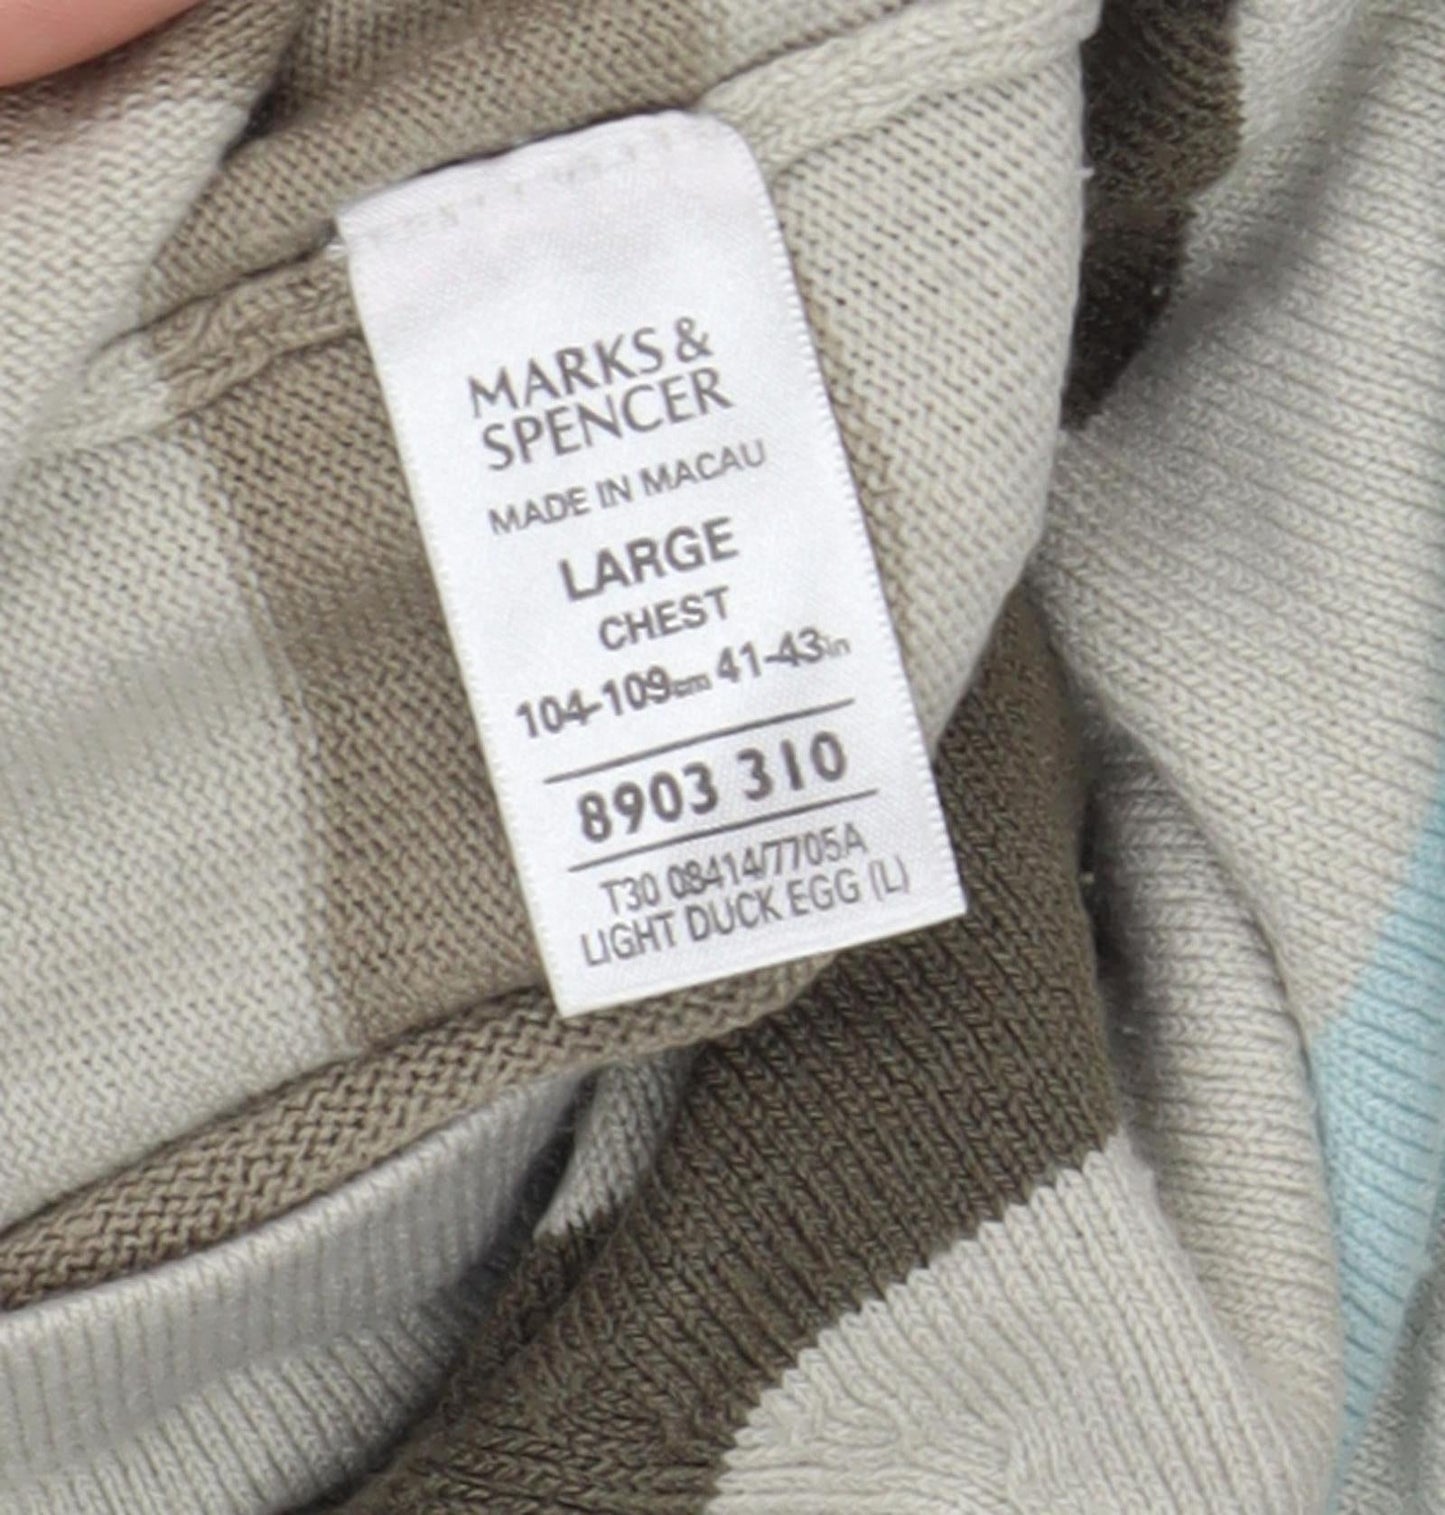 MARKS &
SPENCER
MADE IN MACAU
LARGE
CHEST
104-109cm 41-43in
8903 310
T30 08414/7705A
LIGHT DUCK EGG (L)